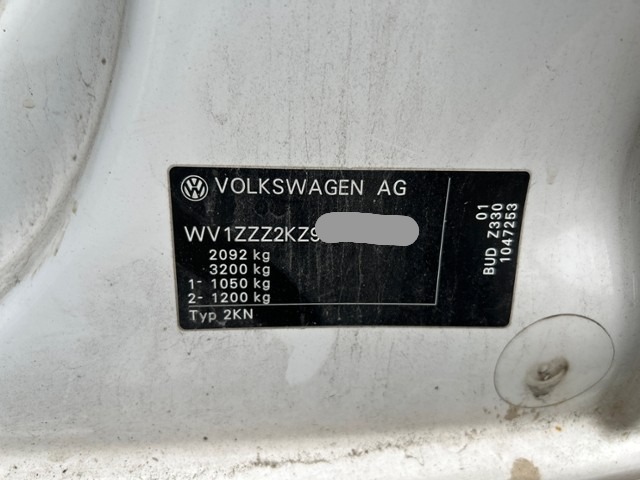 VOLKSWAGEN AG
WV1ZZZ2KZ9
2092 kg
3200 kg
1- 1050 kg
2- 1200 kg
Typ 2KN
01
BUD Z330
1047253